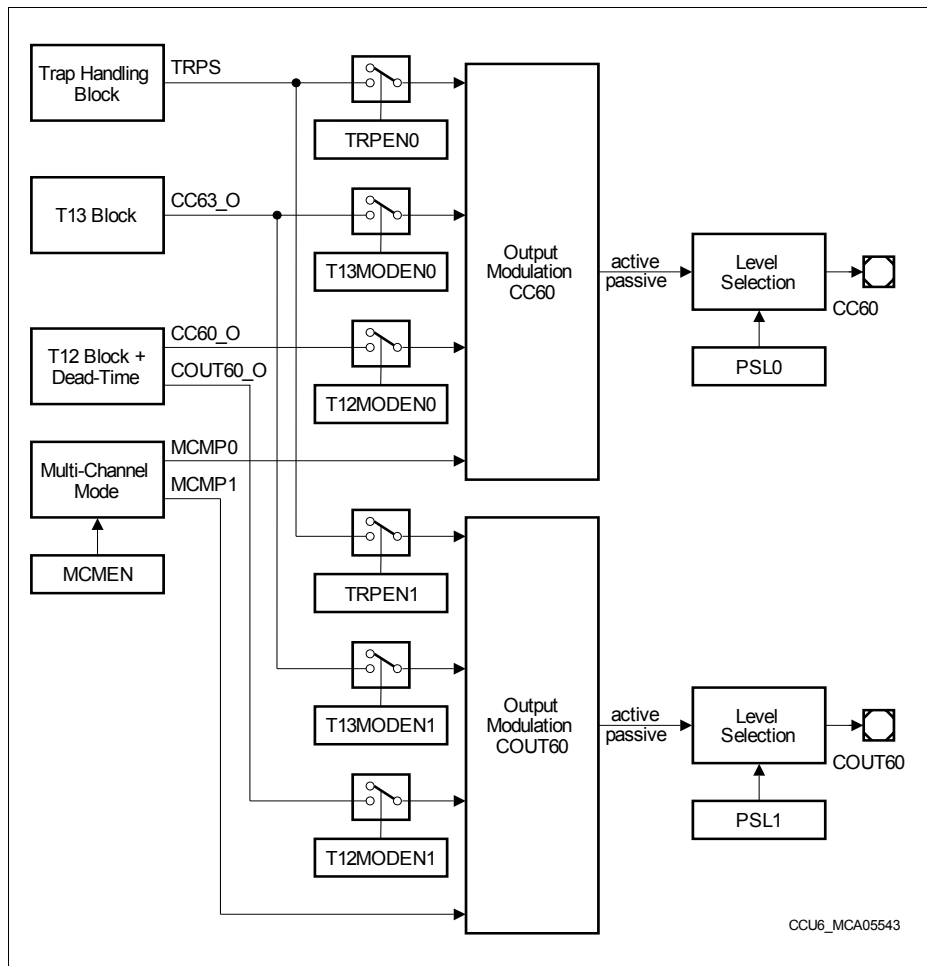 Trap Handling
Block
TRPS
TRPEN0
T13 Block
CC63_O
T13MODEN0
Output
Modulation
CC60
active
passive
Level
Selection
CC60
PSL0
T12 Block +
Dead-Time
CC60_O
COUT60_O
T12MODEN0
Multi-Channel
Mode
MCMP0
MCMP1
MCMEN
TRPEN1
T13MODEN1
Output
Modulation
COUT60
active
passive
Level
Selection
COUT60
PSL1
T12MODEN1
CCU6_MCA05543